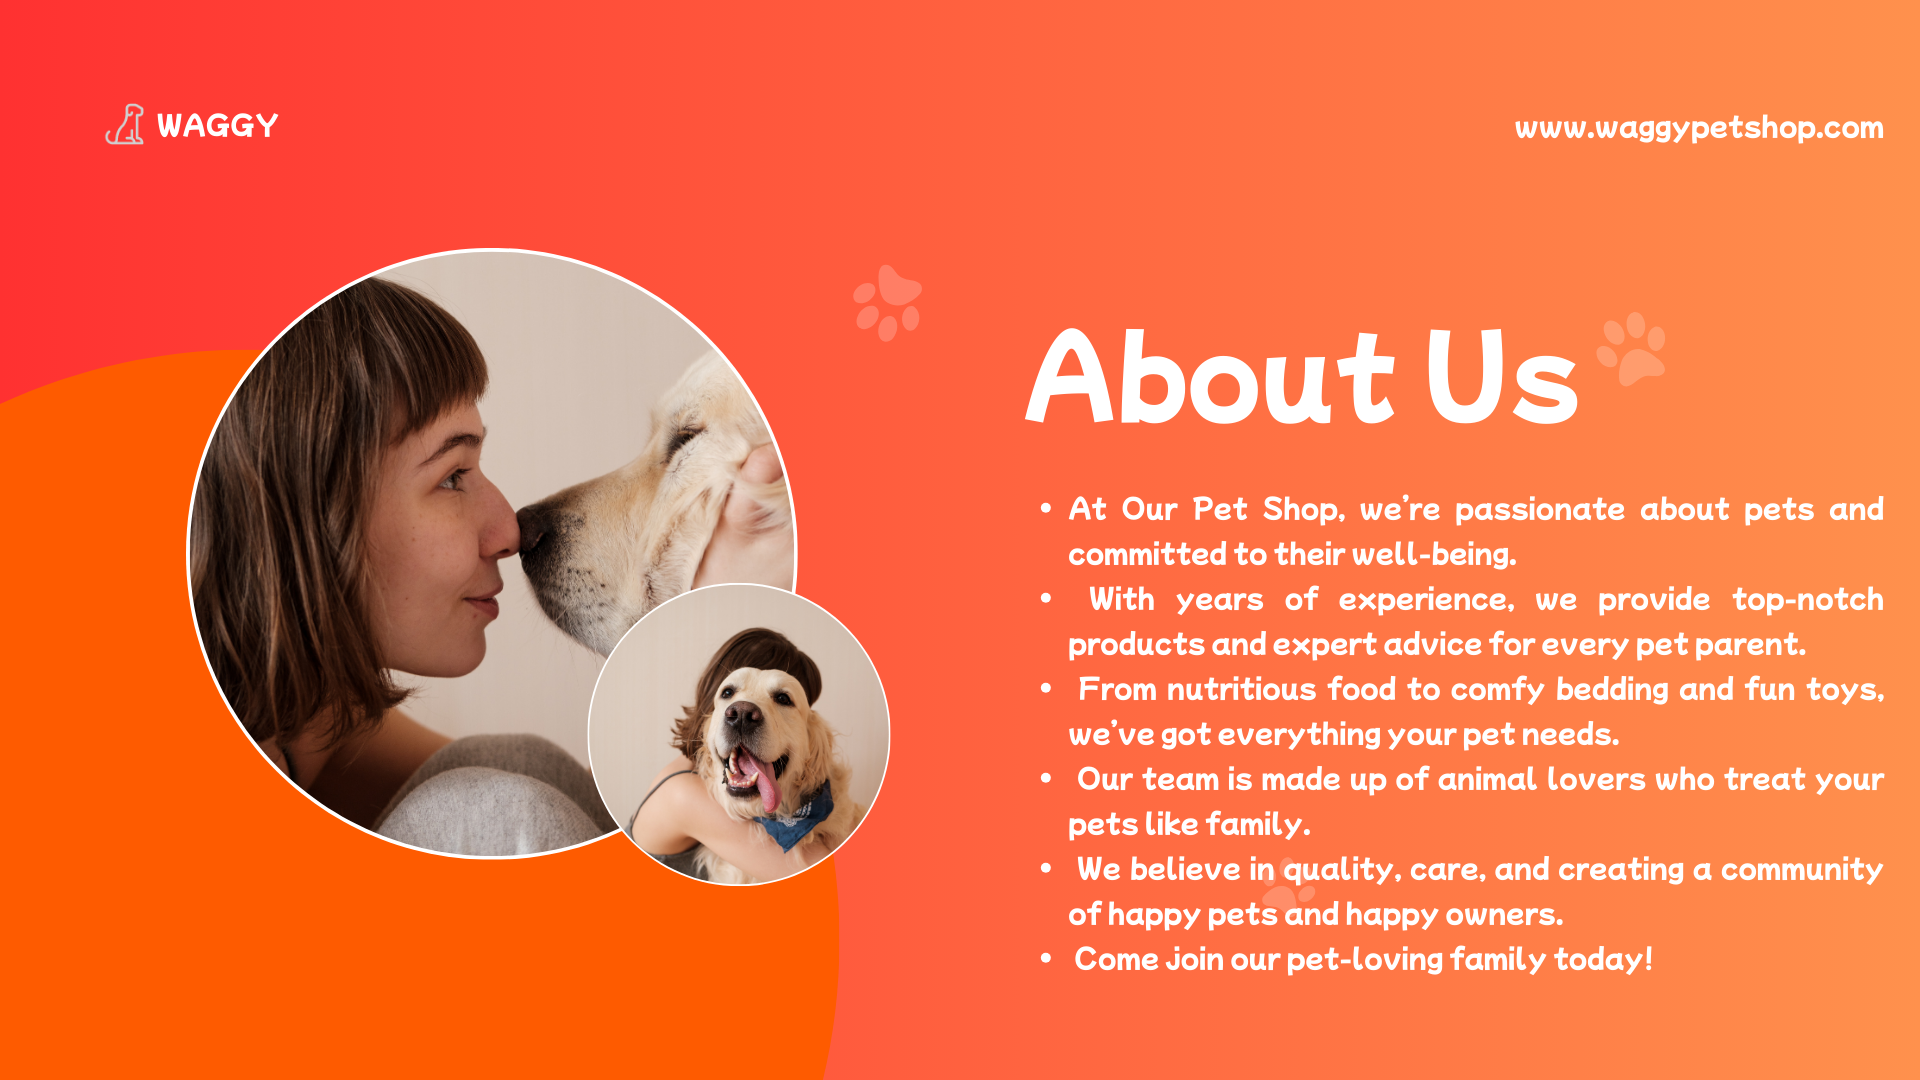 WAGGY
www.waggypetshop.com
About Us
• At Our Pet Shop, we’re passionate about pets and
committed to their well-being.
• With years of experience, we provide top-notch
products and expert advice for every pet parent.
• From nutritious food to comfy bedding and fun toys,
we’ve got everything your pet needs.
• Our team is made up of animal lovers who treat your
pets like family.
• We believe in quality, care, and creating a community
of happy pets and happy owners.
• Come Join our pet-loving family today!